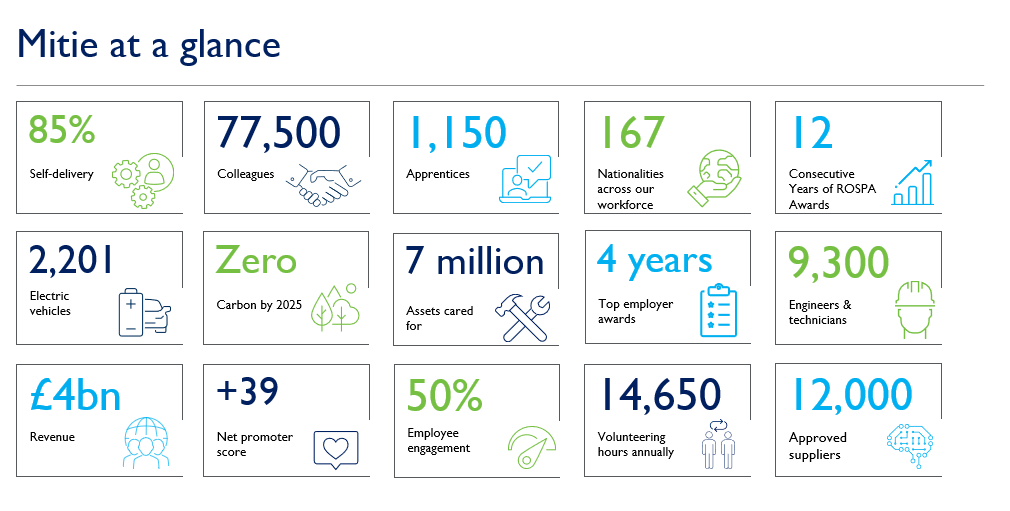 Mitie at a glance
85%
Self-delivery
77,500
Colleagues
1,150
Apprentices
167
Nationalities
across our
workforce
12
Consecutive
Years of ROSPA
Awards
2,201
Electric
vehicles
Zero
Carbon by 2025
7 million
Assets cared
for
4 years
Top employer
awards
9,300
Engineers &
technicians
£4bn
Revenue
+39
Net promoter
score
50%
Employee
engagement
14,650
Volunteering
hours annually
12,000
Approved
suppliers